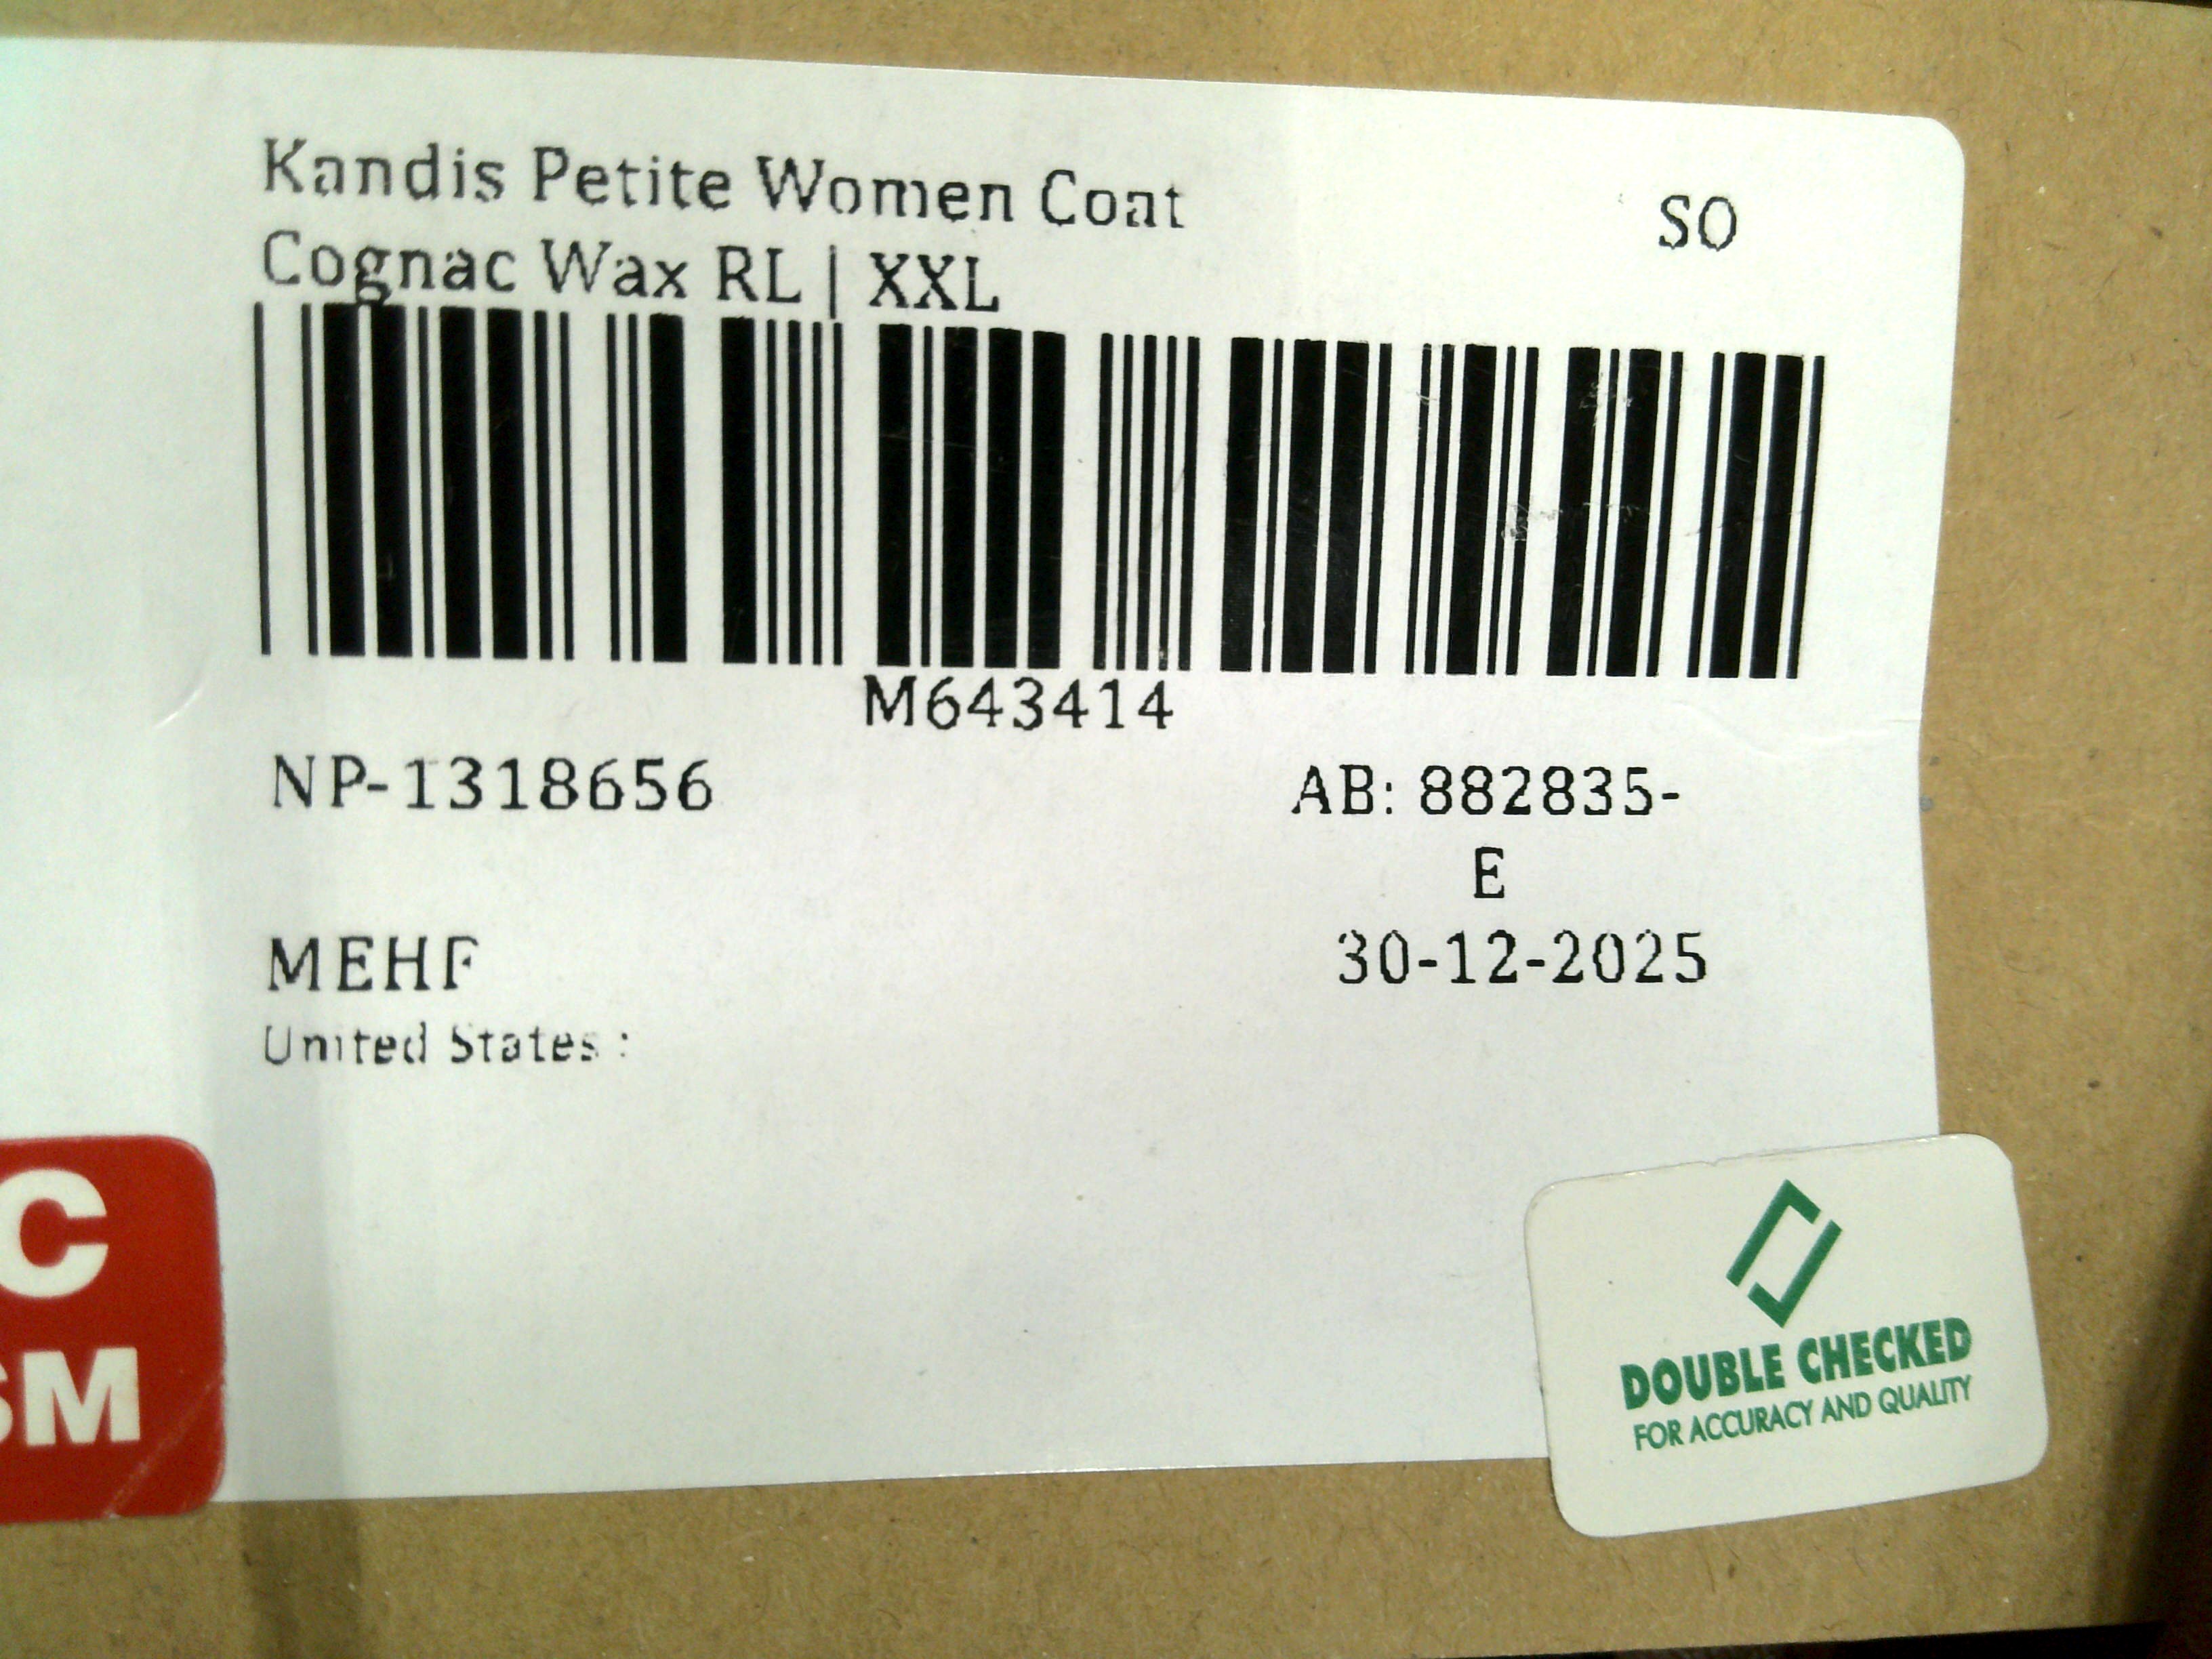 Kandis Petite Women Coat
SO
Cognac Wax RL | XXL
M643414
NP-1318656
AB: 882835-
E
MEHF
30-12-2025
United States :
C
SM
DOUBLE CHECKED
FOR ACCURACY AND QUALITY